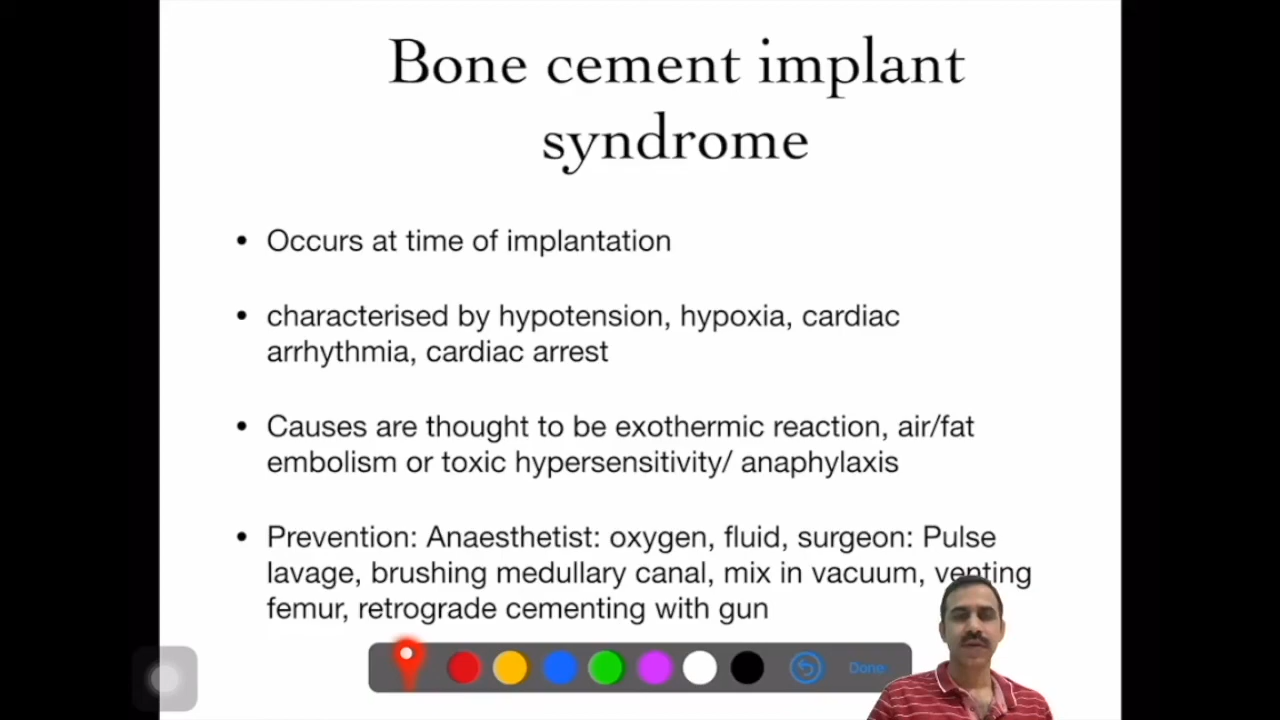 Bone cement implant
syndrome
• Occurs at time of implantation
• characterised by hypotension, hypoxia, cardiac
arrhythmia, cardiac arrest
• Causes are thought to be exothermic reaction, air/fat
embolism or toxic hypersensitivity/ anaphylaxis
• Prevention: Anaesthetist: oxygen, fluid, surgeon: Pulse
lavage, brushing medullary canal, mix in vacuum, venting
femur, retrograde cementing with gun
Done